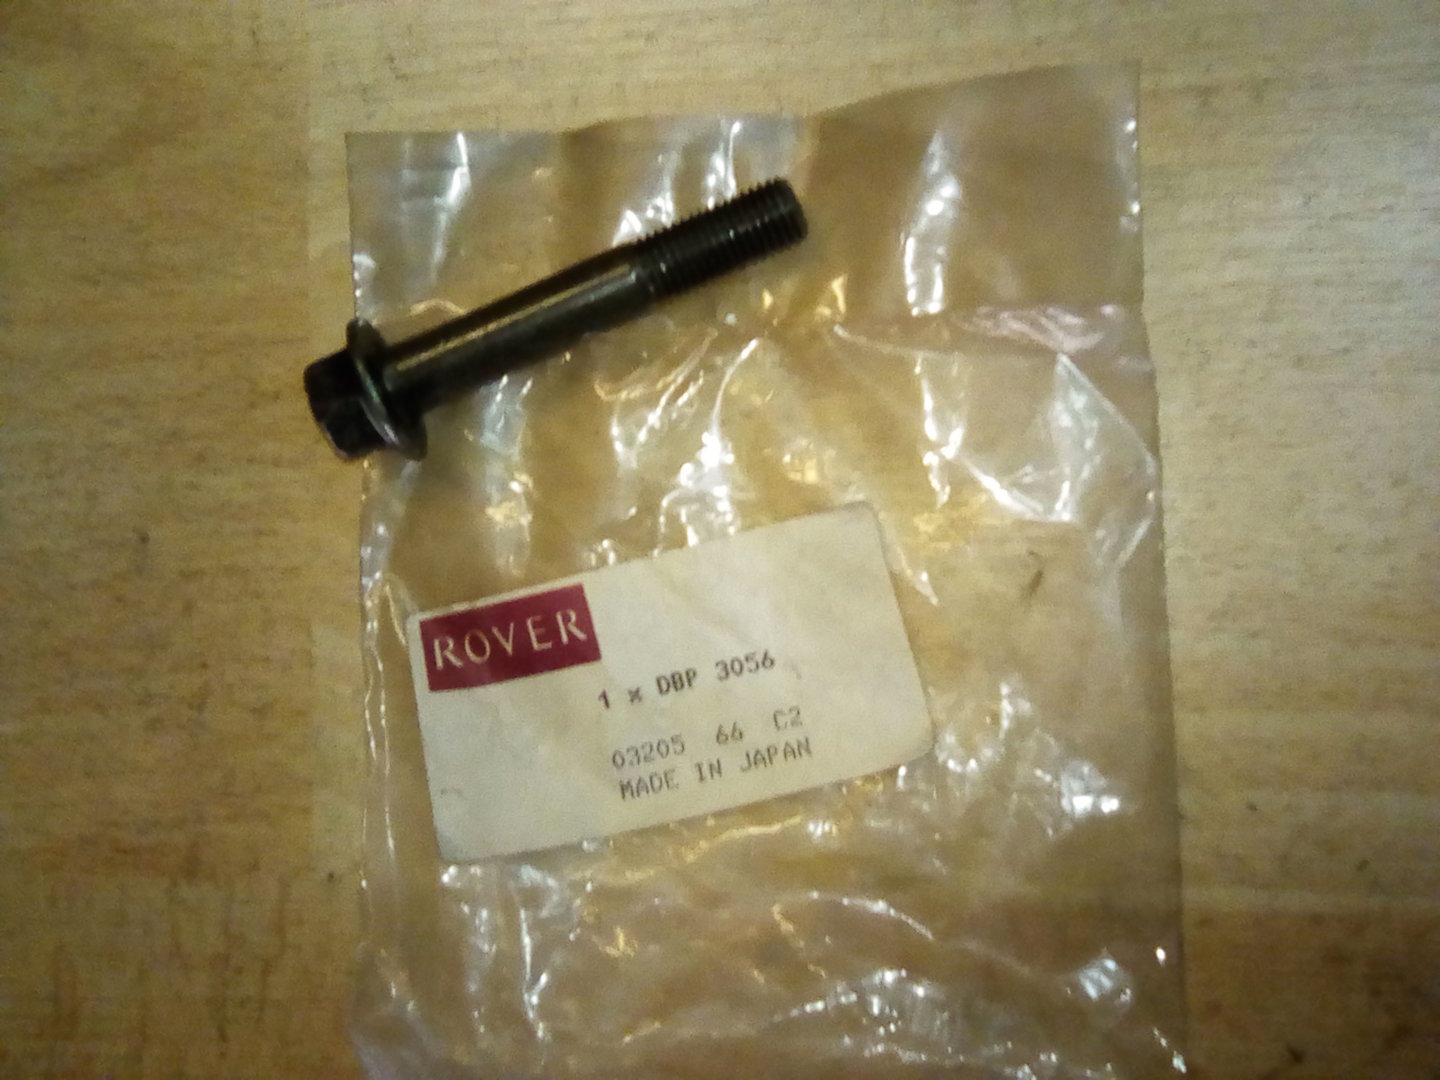 ROVER
1 x DBP 3056
03205 66 C2
MADE IN JAPAN